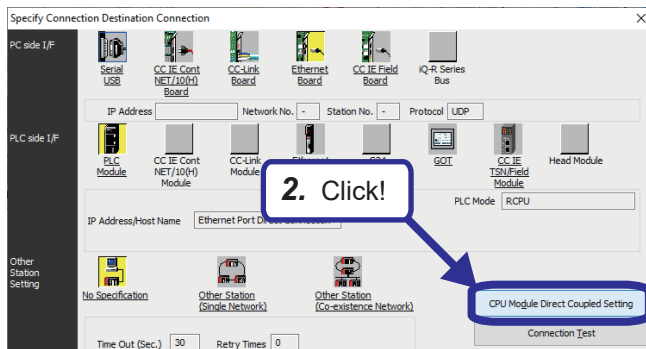 Specify Connection Destination Connection
PC side I/F
Serial USB
CC IE Cont NET/10(H) Board
CC-Link Board
Ethernet Board
CC IE Field Board
iQ-R Series Bus
IP Address Network No. - Station No. - Protocol UDP
PLC side I/F
PLC Module
CC IE Cont NET/10(H) Module
CC-Link Module
GOT
CC IE TSN/Field Module
Head Module
2. Click!
PLC Mode RCPU
IP Address/Host Name Ethernet Port
Other Station Setting
No Specification
Other Station (Single Network)
Other Station (Co-existence Network)
CPU Module Direct Coupled Setting
Connection Test
Time Out (Sec.) 30 Retry Times 0